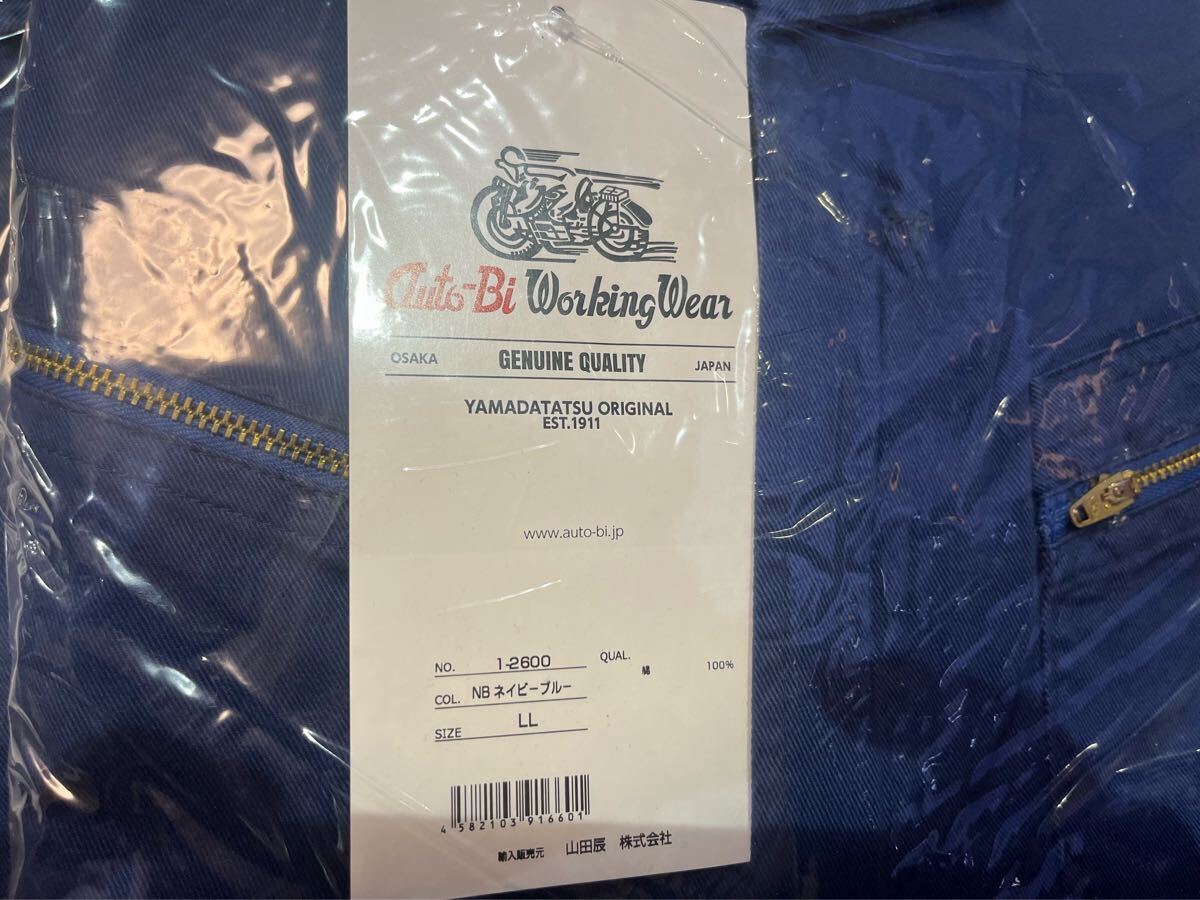 Auto-Bi Working Wear
OSAKA GENUINE QUALITY JAPAN
YAMADATATSU ORIGINAL
EST.1911
www.auto-bi.jp
NO. 1-2600
COL. NB ネイビーブルー
SIZE LL
QUAL. 綿 100%
4 582103 916601
輸入販売元 山田辰 株式会社